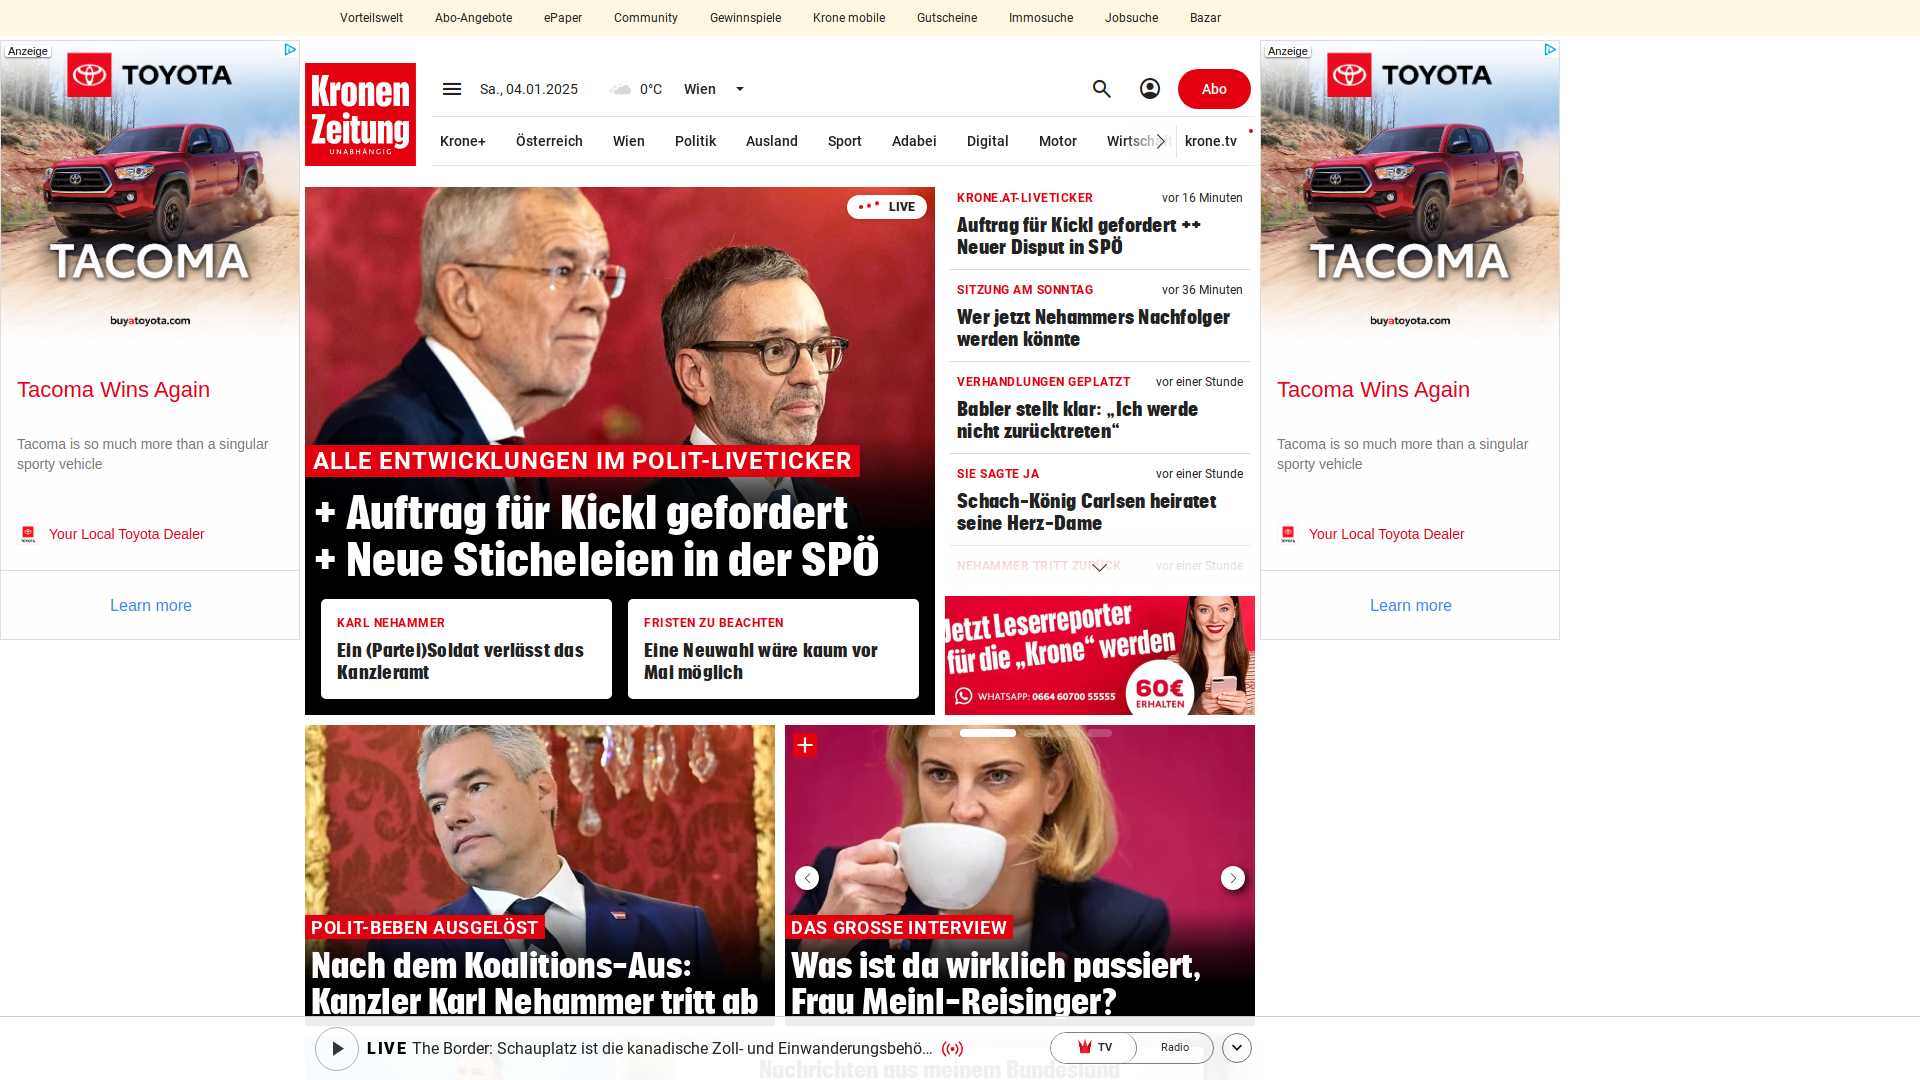 Vorteilswelt
Abo-Angebote
ePaper
Community
Gewinnspiele
Krone mobile
Gutscheine
Immosuche
Jobsuche
Bazar
Anzeige
TOYOTA
TACOMA
buyatoyota.com
Tacoma Wins Again
Tacoma is so much more than a singular
sporty vehicle
Your Local Toyota Dealer
Learn more
Kronen
Zeitung
UNABHÄNGIG
Sa., 04.01.2025
0°C
Wien
Abo
Krone+
Österreich
Wien
Politik
Ausland
Sport
Adabei
Digital
Motor
krone.tv
LIVE
ALLE ENTWICKLUNGEN IM POLIT-LIVETICKER
+ Auftrag für Kickl gefordert
+ Neue Sticheleien in der SPÖ
KARL NEHAMMER
Ein (Partei)Soldat verlässt das
Kanzleramt
FRISTEN ZU BEACHTEN
Eine Neuwahl wäre kaum vor
Mai möglich
KRONE.AT-LIVETICKER
vor 16 Minuten
Auftrag für Kickl gefordert ++
Neuer Disput in SPÖ
SITZUNG AM SONNTAG
vor 36 Minuten
Wer jetzt Nehammers Nachfolger
werden könnte
VERHANDLUNGEN GEPLATZT
vor einer Stunde
Babler stellt klar: „Ich werde
nicht zurücktreten“
SIE SAGTE JA
vor einer Stunde
Schach-König Carlsen heiratet
seine Herz-Dame
NEHAMMER TRITT ZURÜCK
vor einer Stunde
Jetzt Leserreporter
für die „Krone“ werden
WHATSAPP: 0664 60700 55555
60€
ERHALTEN
Anzeige
TOYOTA
TACOMA
buyatoyota.com
Tacoma Wins Again
Tacoma is so much more than a singular
sporty vehicle
Your Local Toyota Dealer
Learn more
POLIT-BEBEN AUSGELÖST
Nach dem Koalitions-Aus:
Kanzler Karl Nehammer tritt ab
DAS GROSSE INTERVIEW
Was ist da wirklich passiert,
Frau Meinl-Reisinger?
LIVE The Border: Schauplatz ist die kanadische Zoll- und Einwanderungsbehö...
TV
Radio
Nachrichten aus meinem Bundesland